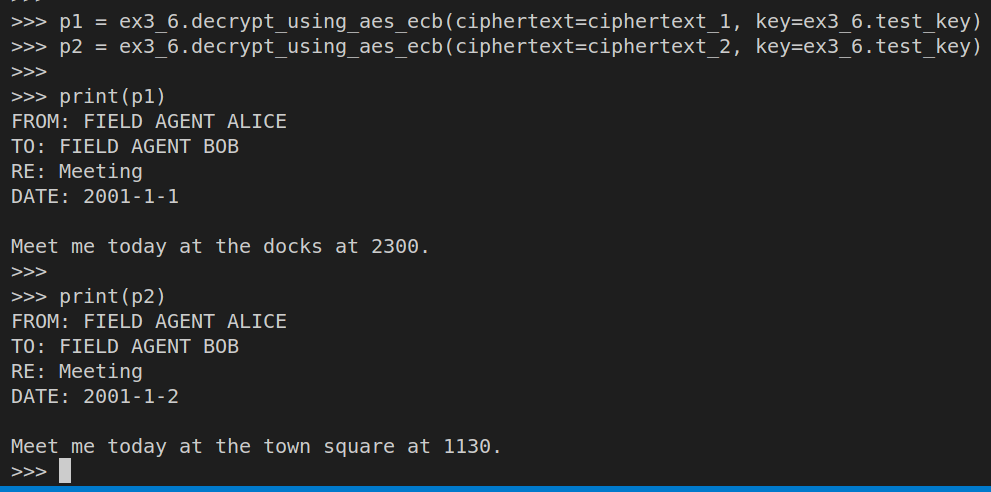 >>> p1 = ex3_6.decrypt_using_aes_ecb(ciphertext=ciphertext_1, key=ex3_6.test_key)
>>> p2 = ex3_6.decrypt_using_aes_ecb(ciphertext=ciphertext_2, key=ex3_6.test_key)
>>>
>>> print(p1)
FROM: FIELD AGENT ALICE
TO: FIELD AGENT BOB
RE: Meeting
DATE: 2001-1-1

Meet me today at the docks at 2300.
>>>
>>> print(p2)
FROM: FIELD AGENT ALICE
TO: FIELD AGENT BOB
RE: Meeting
DATE: 2001-1-2

Meet me today at the town square at 1130.
>>>